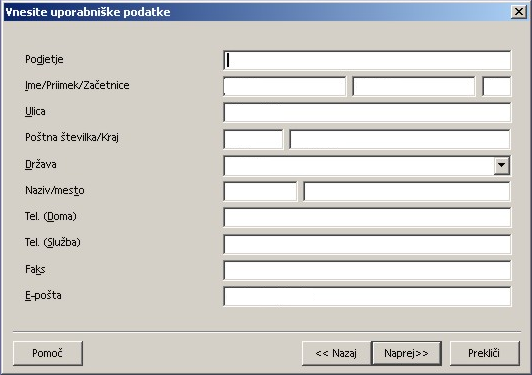 Vnesite uporabniške podatke
Podjetje
Ime/Priimek/Začetnice
Ulica
Poštna številka/Kraj
Država
Naziv/mesto
Tel. (Doma)
Tel. (Služba)
Faks
E-pošta
Pomoč
<< Nazaj
Naprej>>
Prekliči